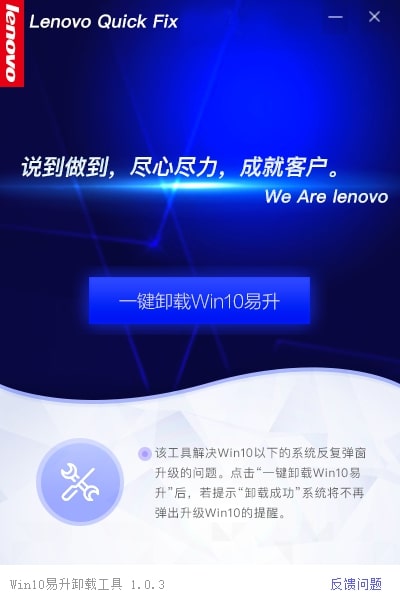 lenovo
Lenovo Quick Fix
说到做到，尽心尽力，成就客户。
We Are lenovo
一键卸载Win10易升
该工具解决Win10以下的系统反复弹窗
升级的问题。点击“一键卸载Win10易
升”后，若提示“卸载成功”系统将不再
弹出升级Win10的提醒。
Win10易升卸载工具 1.0.3
反馈问题